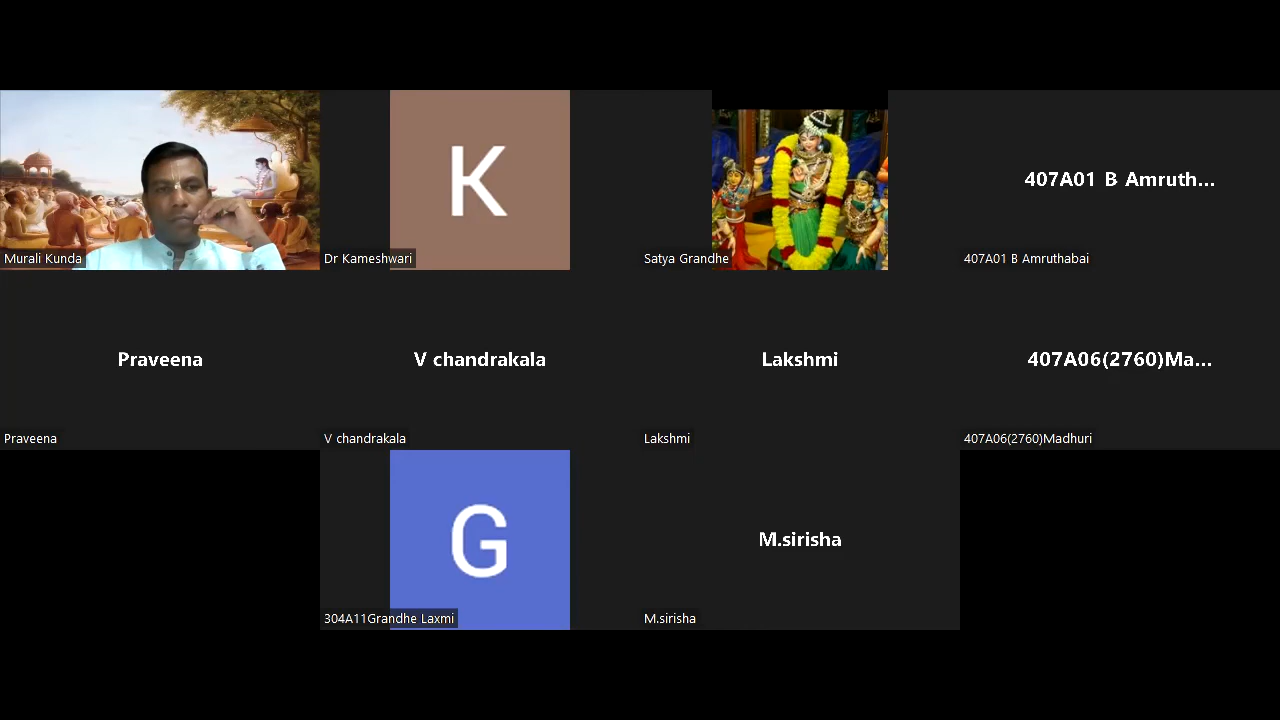 K
407A01 B Amruth...
Murali Kunda
Dr Kameshwari
Satya Grandhe
407A01 B Amruthabai
Praveena
V chandrakala
Lakshmi
407A06(2760)Ma...
Praveena
V chandrakala
Lakshmi
407A06(2760)Madhuri
G
M.sirisha
304A11Grandhe Laxmi
M.sirisha